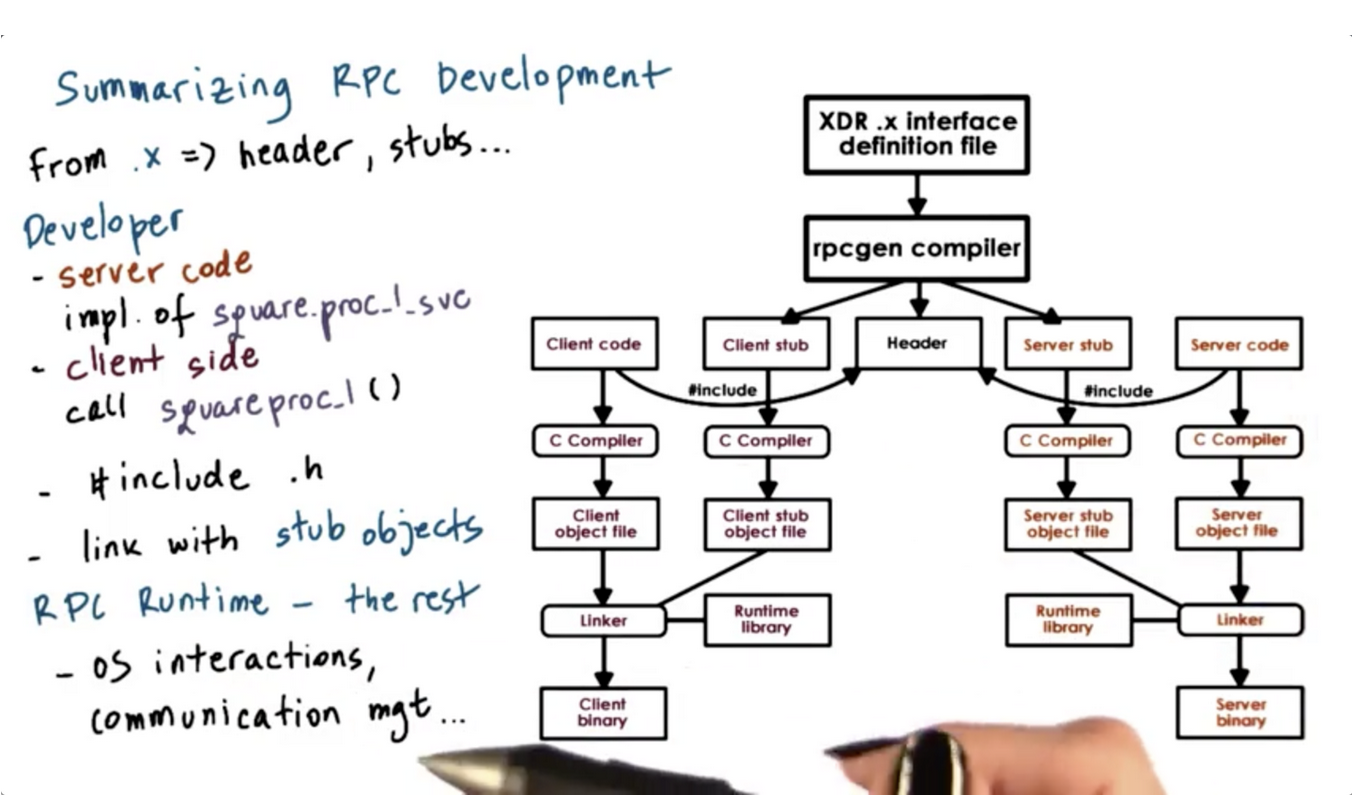 Summarizing RPC Development
from .x => header, stubs...
Developer
- server code
impl. of square.proc_1_svc
- client side
call squareproc_1()
- #include .h
- link with stub objects
RPC Runtime - the rest
- OS interactions,
communication mgt...
XDR .x interface
definition file
rpcgen compiler
Client code
Client stub
Header
Server stub
Server code
#include
#include
C Compiler
C Compiler
C Compiler
C Compiler
Client
object file
Client stub
object file
Server stub
object file
Server
object file
Linker
Runtime
library
Runtime
library
Linker
Client
binary
Server
binary